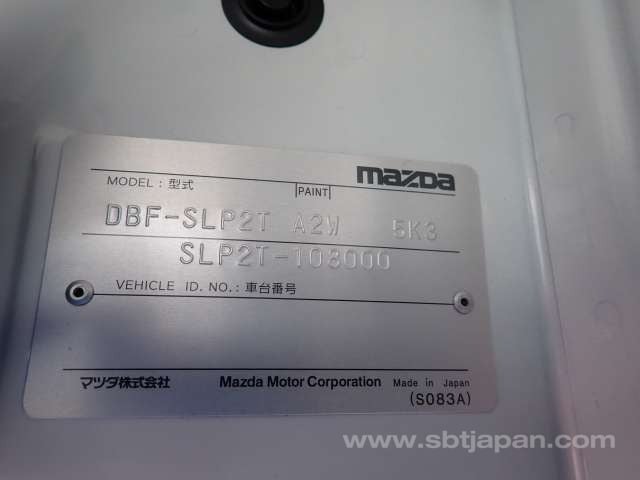 mazda
MODEL : 型式 PAINT
DBF-SLP2T A2W 5K3
SLP2T-108000
VEHICLE ID. NO. : 車台番号
マツダ株式会社 Mazda Motor Corporation Made in Japan
(S083A)
www.sbtjapan.com